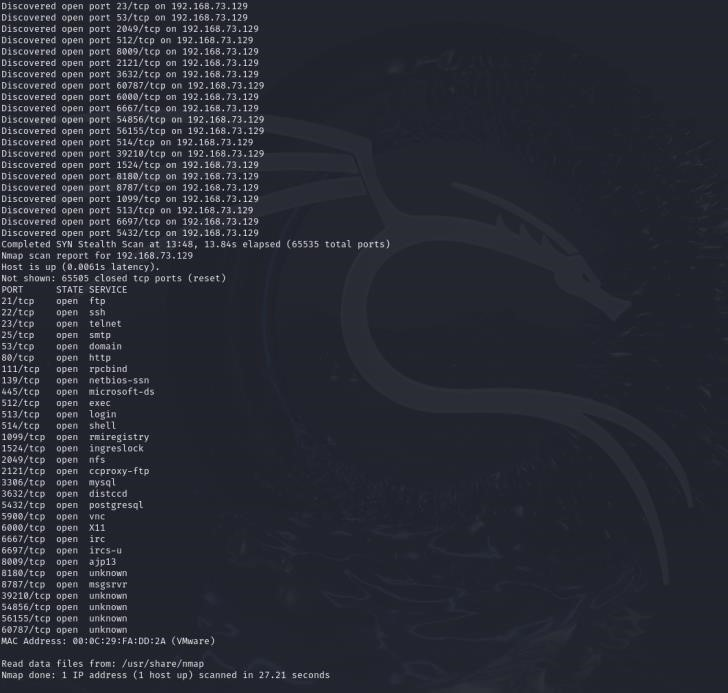 Discovered open port 23/tcp on 192.168.73.129
Discovered open port 53/tcp on 192.168.73.129
Discovered open port 2049/tcp on 192.168.73.129
Discovered open port 512/tcp on 192.168.73.129
Discovered open port 8009/tcp on 192.168.73.129
Discovered open port 2121/tcp on 192.168.73.129
Discovered open port 3632/tcp on 192.168.73.129
Discovered open port 60787/tcp on 192.168.73.129
Discovered open port 6000/tcp on 192.168.73.129
Discovered open port 6667/tcp on 192.168.73.129
Discovered open port 54856/tcp on 192.168.73.129
Discovered open port 56155/tcp on 192.168.73.129
Discovered open port 514/tcp on 192.168.73.129
Discovered open port 39210/tcp on 192.168.73.129
Discovered open port 1524/tcp on 192.168.73.129
Discovered open port 8180/tcp on 192.168.73.129
Discovered open port 8787/tcp on 192.168.73.129
Discovered open port 1099/tcp on 192.168.73.129
Discovered open port 513/tcp on 192.168.73.129
Discovered open port 6697/tcp on 192.168.73.129
Discovered open port 5432/tcp on 192.168.73.129
Completed SYN Stealth Scan at 13:48, 13.84s elapsed (65535 total ports)
Nmap scan report for 192.168.73.129
Host is up (0.0061s latency).
Not shown: 65505 closed tcp ports (reset)
PORT STATE SERVICE
21/tcp open ftp
22/tcp open ssh
23/tcp open telnet
25/tcp open smtp
53/tcp open domain
80/tcp open http
111/tcp open rpcbind
139/tcp open netbios-ssn
445/tcp open microsoft-ds
512/tcp open exec
513/tcp open login
514/tcp open shell
1099/tcp open rmiregistry
1524/tcp open ingreslock
2049/tcp open nfs
2121/tcp open ccproxy-ftp
3306/tcp open mysql
3632/tcp open distccd
5432/tcp open postgresql
5900/tcp open vnc
6000/tcp open X11
6667/tcp open irc
6697/tcp open ircs-u
8009/tcp open ajp13
8180/tcp open unknown
8787/tcp open msgsrvr
39210/tcp open unknown
54856/tcp open unknown
56155/tcp open unknown
60787/tcp open unknown
MAC Address: 00:0C:29:FA:DD:2A (VMware)
Read data files from: /usr/share/nmap
Nmap done: 1 IP address (1 host up) scanned in 27.21 seconds